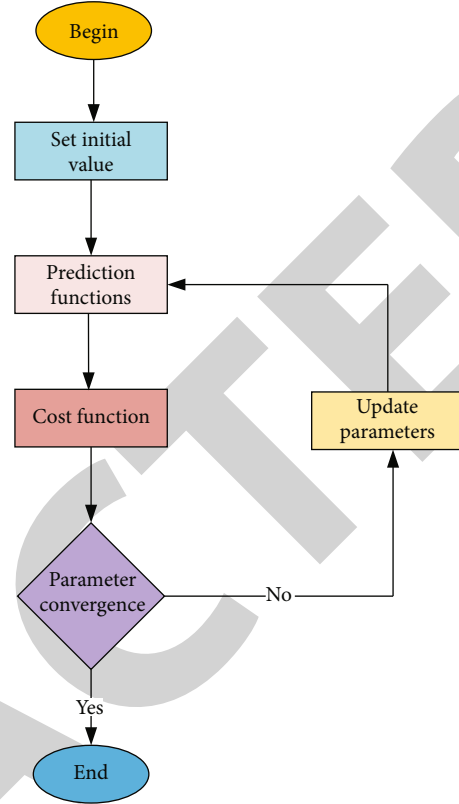 Begin
Set initial
value
Prediction
functions
Cost function
Update
parameters
Parameter
convergence
No
Yes
End